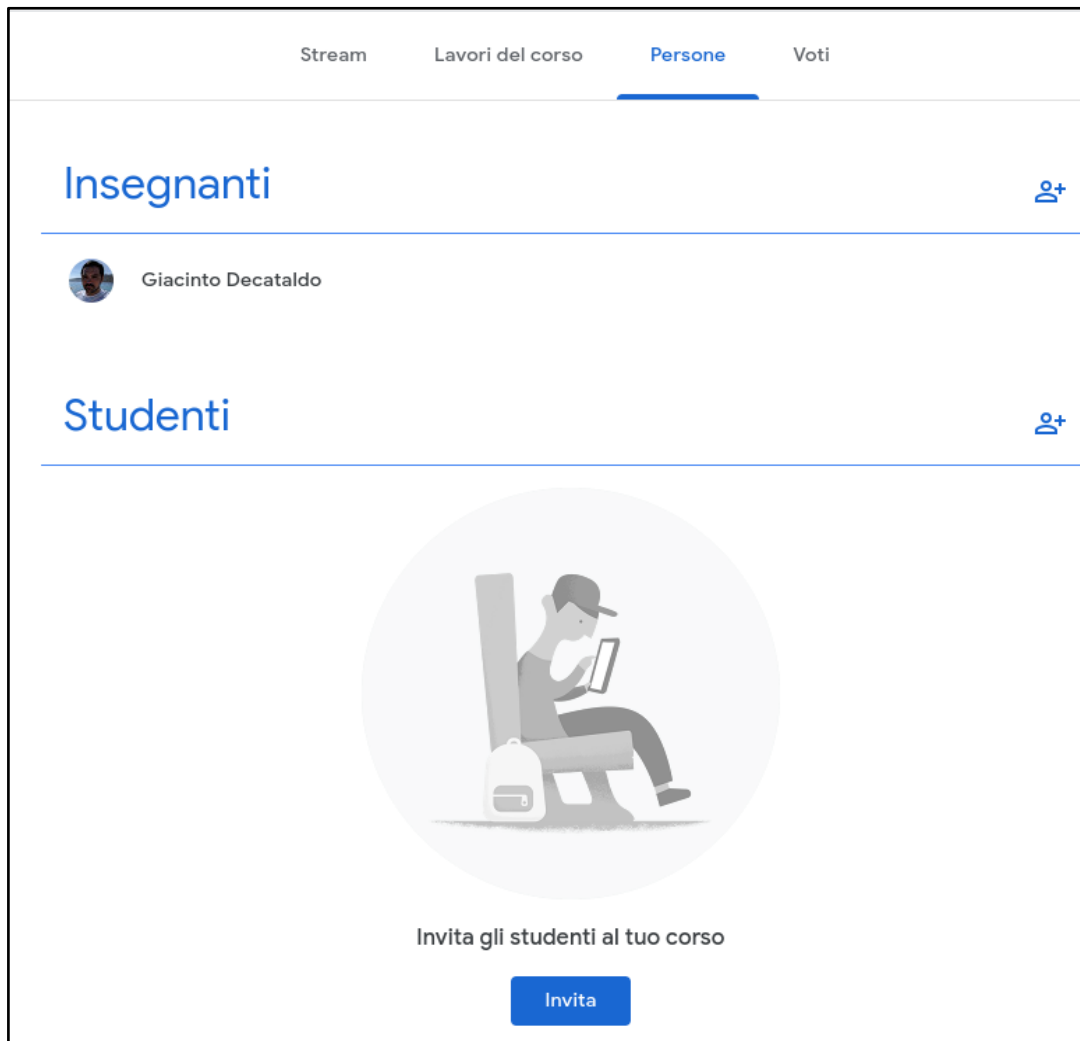 Stream Lavori del corso Persone Voti
Insegnanti
Giacinto Decataldo
Studenti
Invita gli studenti al tuo corso
Invita